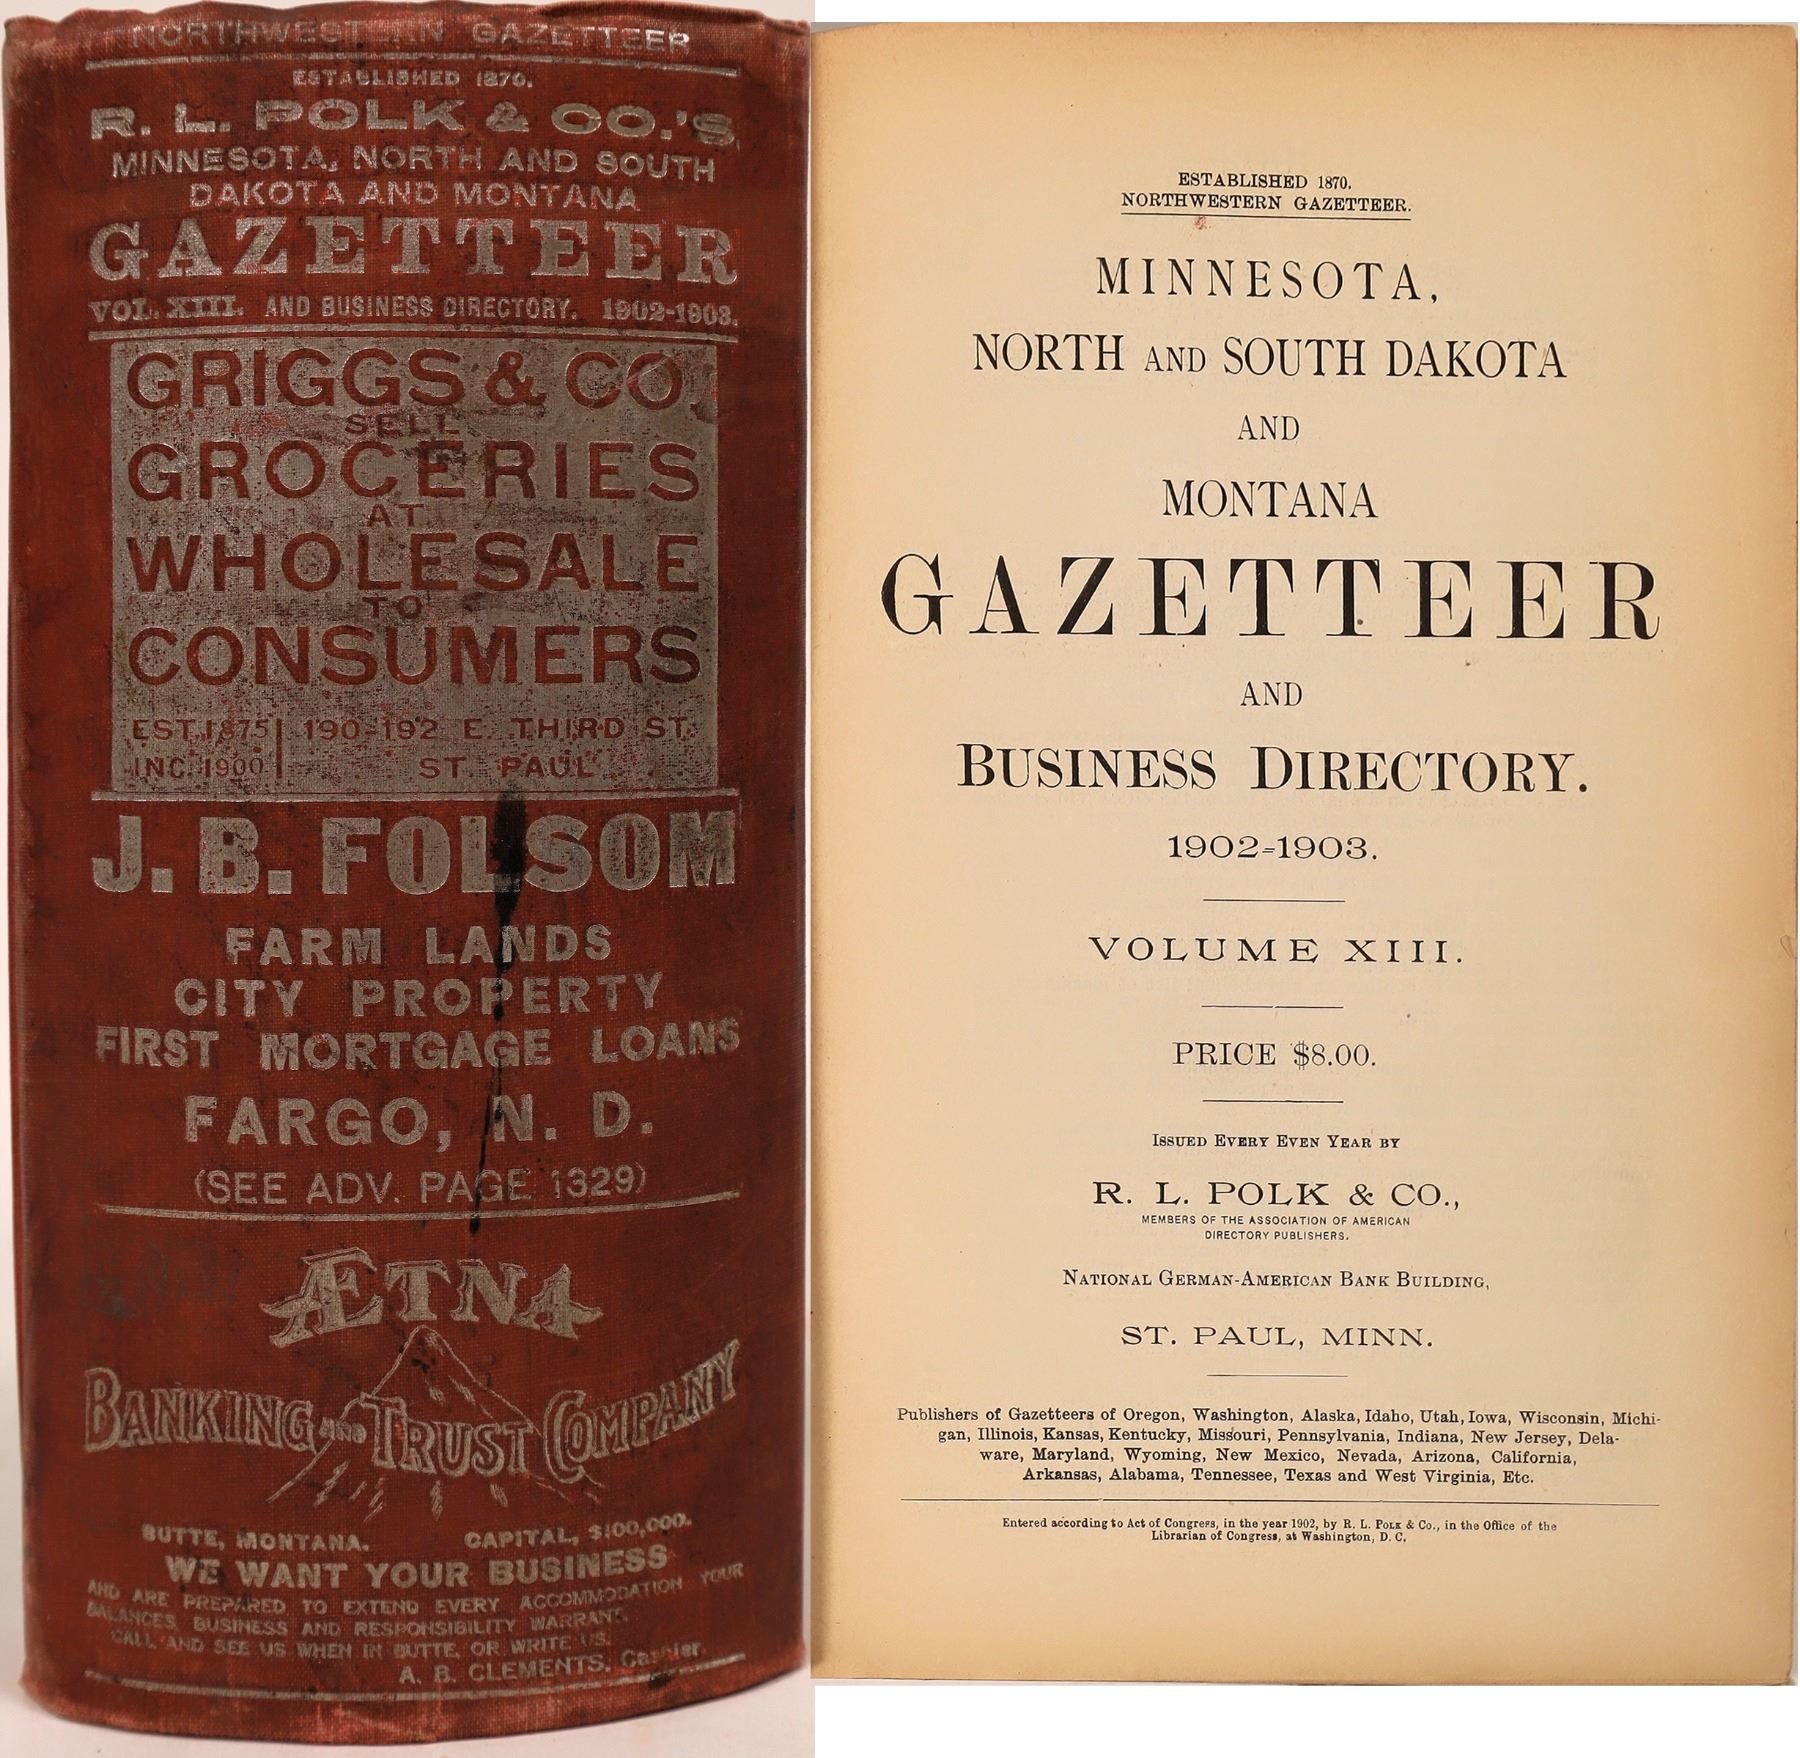 NORTHWESTERN GAZETTEER
ESTABLISHED 1870.
R. L. POLK & CO.'S
MINNESOTA, NORTH AND SOUTH
DAKOTA AND MONTANA
GAZETTEER
VOL. XIII. AND BUSINESS DIRECTORY. 1902-1903.
GRIGGS & CO.
SELL
GROCERIES
AT
WHOLESALE
TO
CONSUMERS
EST. 1875 190-192 E. THIRD ST.
INC. 1900 ST. PAUL
J. B. FOLSOM
FARM LANDS
CITY PROPERTY
FIRST MORTGAGE LOANS
FARGO, N. D.
(SEE ADV. PAGE 1329)
ÆTNA
BANKING AND TRUST COMPANY
BUTTE, MONTANA. CAPITAL, $100,000.
WE WANT YOUR BUSINESS
AND ARE PREPARED TO EXTEND EVERY ACCOMMODATION YOUR
BALANCES, BUSINESS AND RESPONSIBILITY WARRANT.
CALL AND SEE US WHEN IN BUTTE, OR WRITE US.
A. B. CLEMENTS, Cashier.
ESTABLISHED 1870.
NORTHWESTERN GAZETTEER.
MINNESOTA,
NORTH AND SOUTH DAKOTA
AND
MONTANA
GAZETTEER
AND
BUSINESS DIRECTORY.
1902-1903.
VOLUME XIII.
PRICE $8.00.
ISSUED EVERY EVEN YEAR BY
R. L. POLK & CO.,
MEMBERS OF THE ASSOCIATION OF AMERICAN
DIRECTORY PUBLISHERS.
NATIONAL GERMAN-AMERICAN BANK BUILDING,
ST. PAUL, MINN.
Publishers of Gazetteers of Oregon, Washington, Alaska, Idaho, Utah, Iowa, Wisconsin, Michi-
gan, Illinois, Kansas, Kentucky, Missouri, Pennsylvania, Indiana, New Jersey, Dela-
ware, Maryland, Wyoming, New Mexico, Nevada, Arizona, California,
Arkansas, Alabama, Tennessee, Texas and West Virginia, Etc.
Entered according to Act of Congress, in the year 1902, by R. L. POLK & Co., in the Office of the
Librarian of Congress, at Washington, D. C.